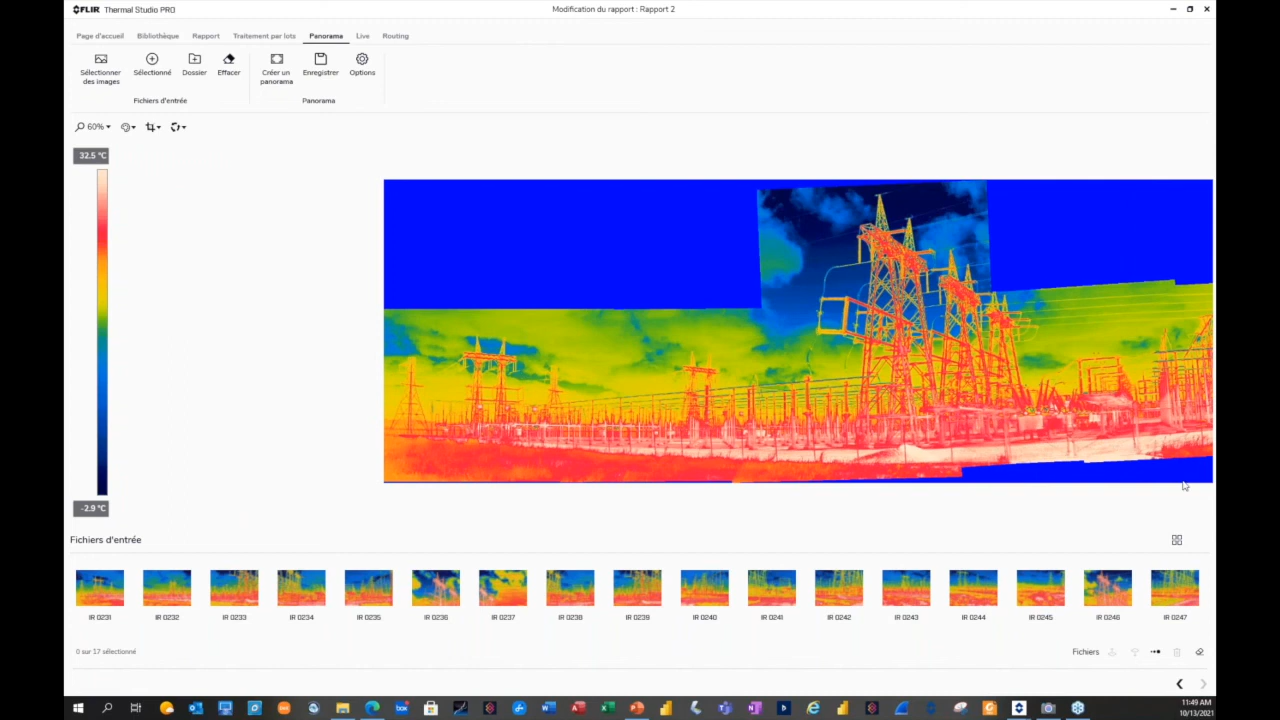 FLIR Thermal Studio PRO
Modification du rapport : Rapport 2
Page d'accueil Bibliothèque Rapport Traitement par lots Panorama Live Routing
Sélectionner des images
Sélectionné
Dossier
Effacer
Créer un panorama
Enregistrer
Options
Fichiers d'entrée
Panorama
60%
32.5 °C
-2.9 °C
Fichiers d'entrée
IR 0231 IR 0232 IR 0233 IR 0234 IR 0235 IR 0236 IR 0237 IR 0238 IR 0239 IR 0240 IR 0241 IR 0242 IR 0243 IR 0244 IR 0245 IR 0246 IR 0247
0 sur 17 sélectionné
Fichiers
11:49 AM
10/13/2021